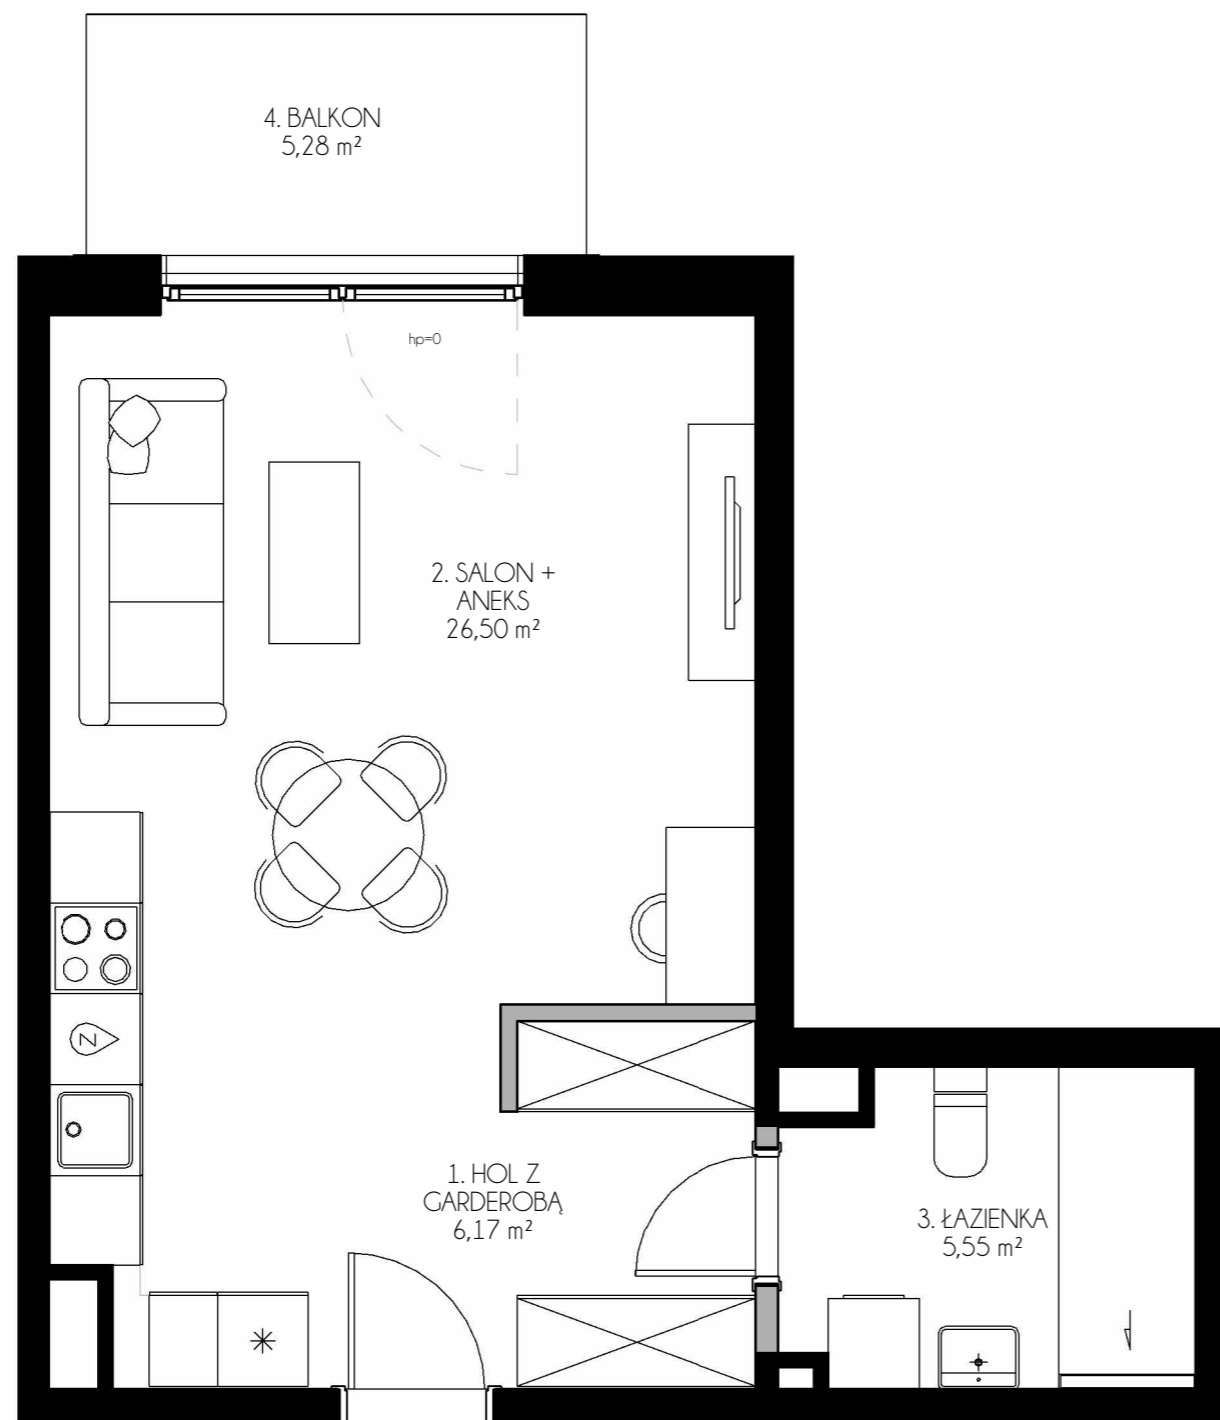 4. BALKON
5,28 m²
hp=0
2. SALON +
ANEKS
26,50 m²
Z
1. HOL Z
GARDEROBĄ
6,17 m²
3. ŁAZIENKA
5,55 m²